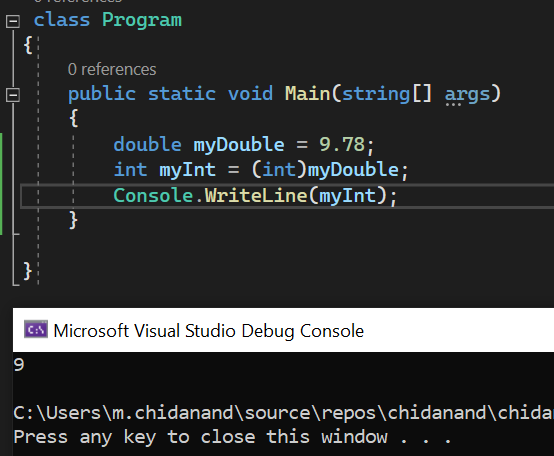 0 references
class Program
{
0 references
public static void Main(string[] args)
{
double myDouble = 9.78;
int myInt = (int)myDouble;
Console.WriteLine(myInt);
}
}
C:\ Microsoft Visual Studio Debug Console
9
C:\Users\m.chidanand\source\repos\chidanand\chida
Press any key to close this window . . .